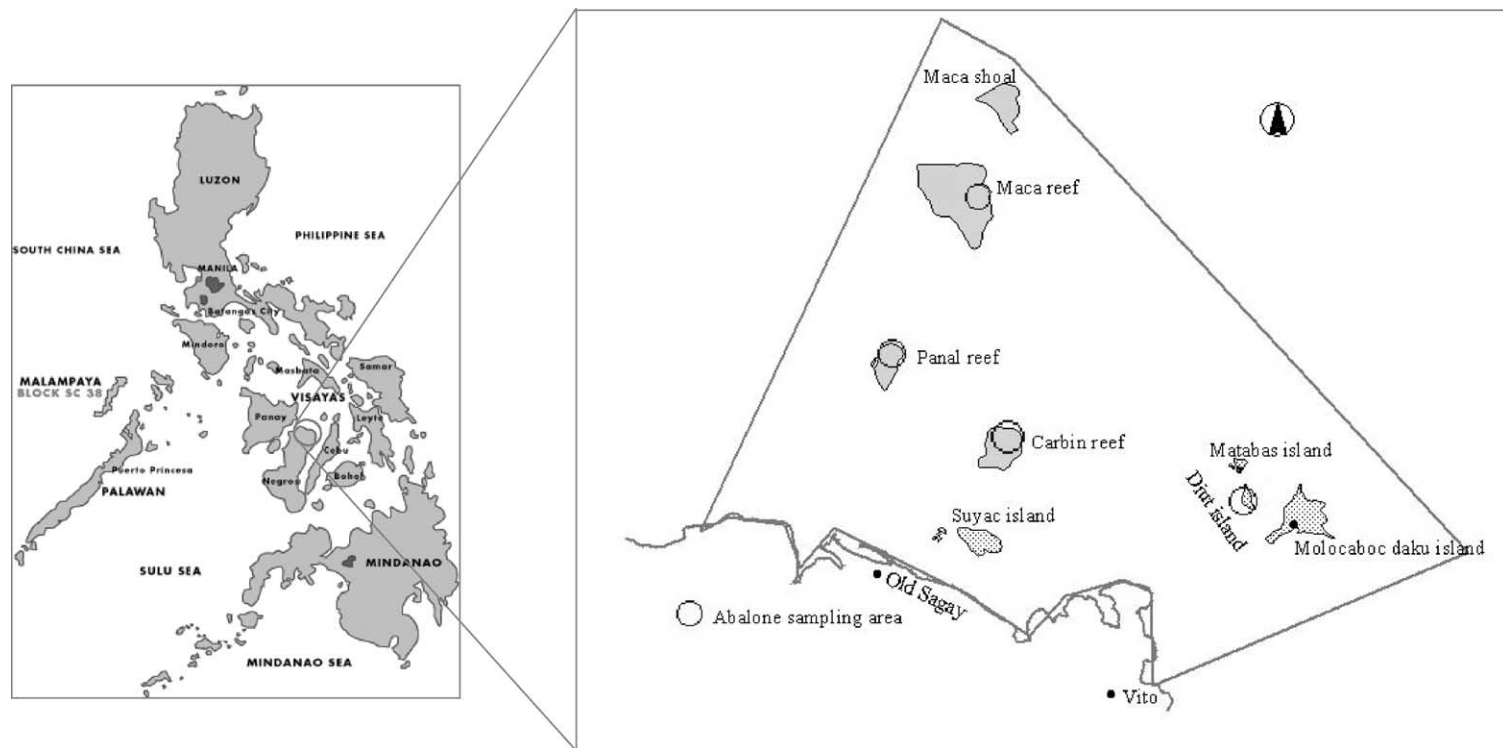 LUZON
PHILIPPINE SEA
SOUTH CHINA SEA
MANILA
Batangas City
Mindoro
MALAMPAYA
BLOCK SC 38
Masbate
Samar
VISAYAS
Panay
Leyte
Cebu
Puerto Princesa
PALAWAN
Negros
Bohol
SULU SEA
MINDANAO
MINDANAO SEA
Maca shoal
Maca reef
Panal reef
Carbin reef
Matabas island
Diut island
Suyac island
Molocaboc daku island
Old Sagay
Abalone sampling area
Vito